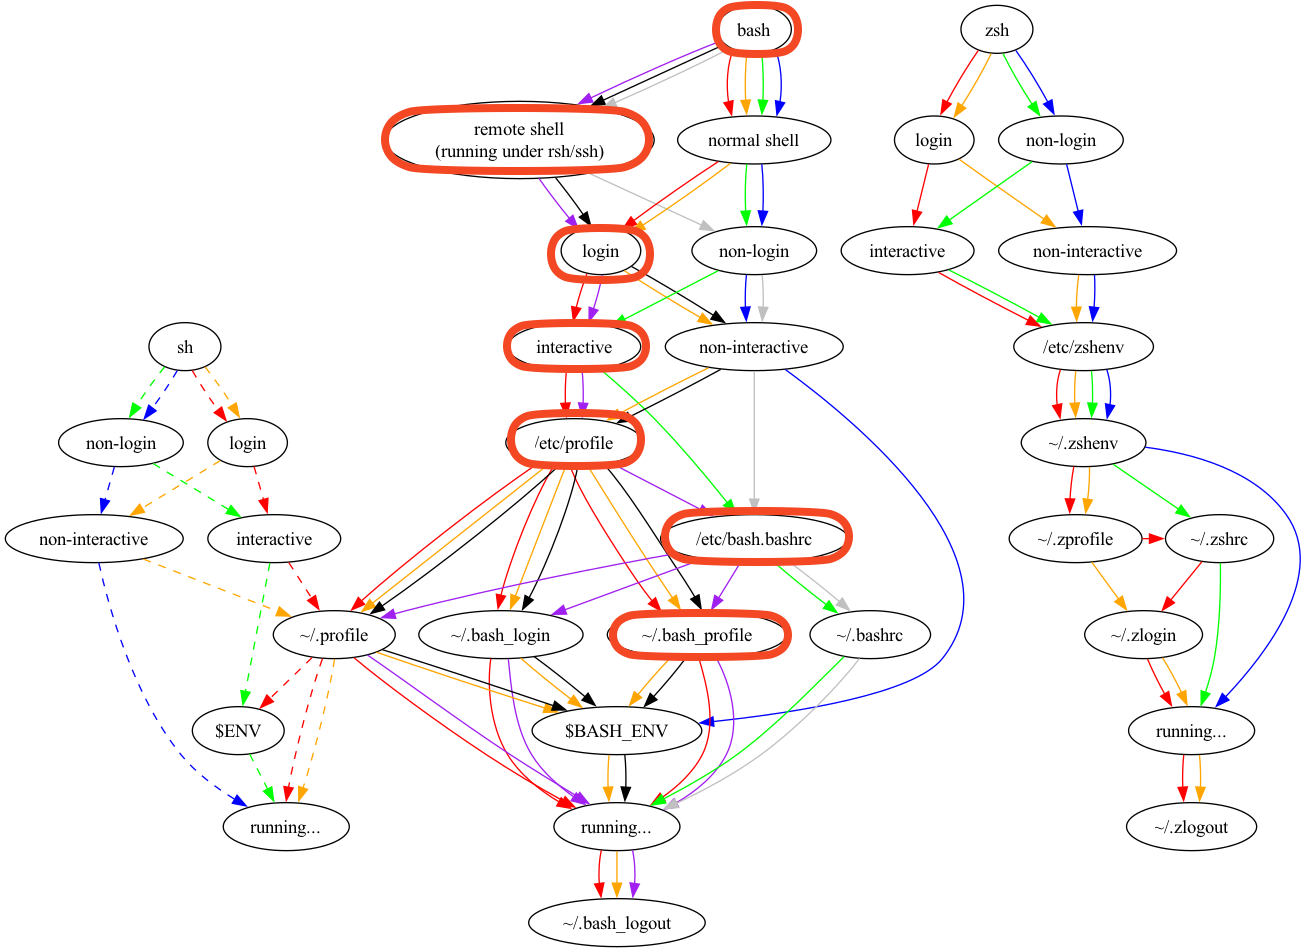 bash
zsh
remote shell
(running under rsh/ssh)
normal shell
login
non-login
login
non-login
interactive
non-interactive
sh
interactive
non-interactive
/etc/zshenv
non-login
login
/etc/profile
~/.zshenv
non-interactive
interactive
/etc/bash.bashrc
~/.zprofile
~/.zshrc
~/.profile
~/.bash_login
~/.bash_profile
~/.bashrc
~/.zlogin
$ENV
$BASH_ENV
running...
running...
running...
~/.zlogout
~/.bash_logout